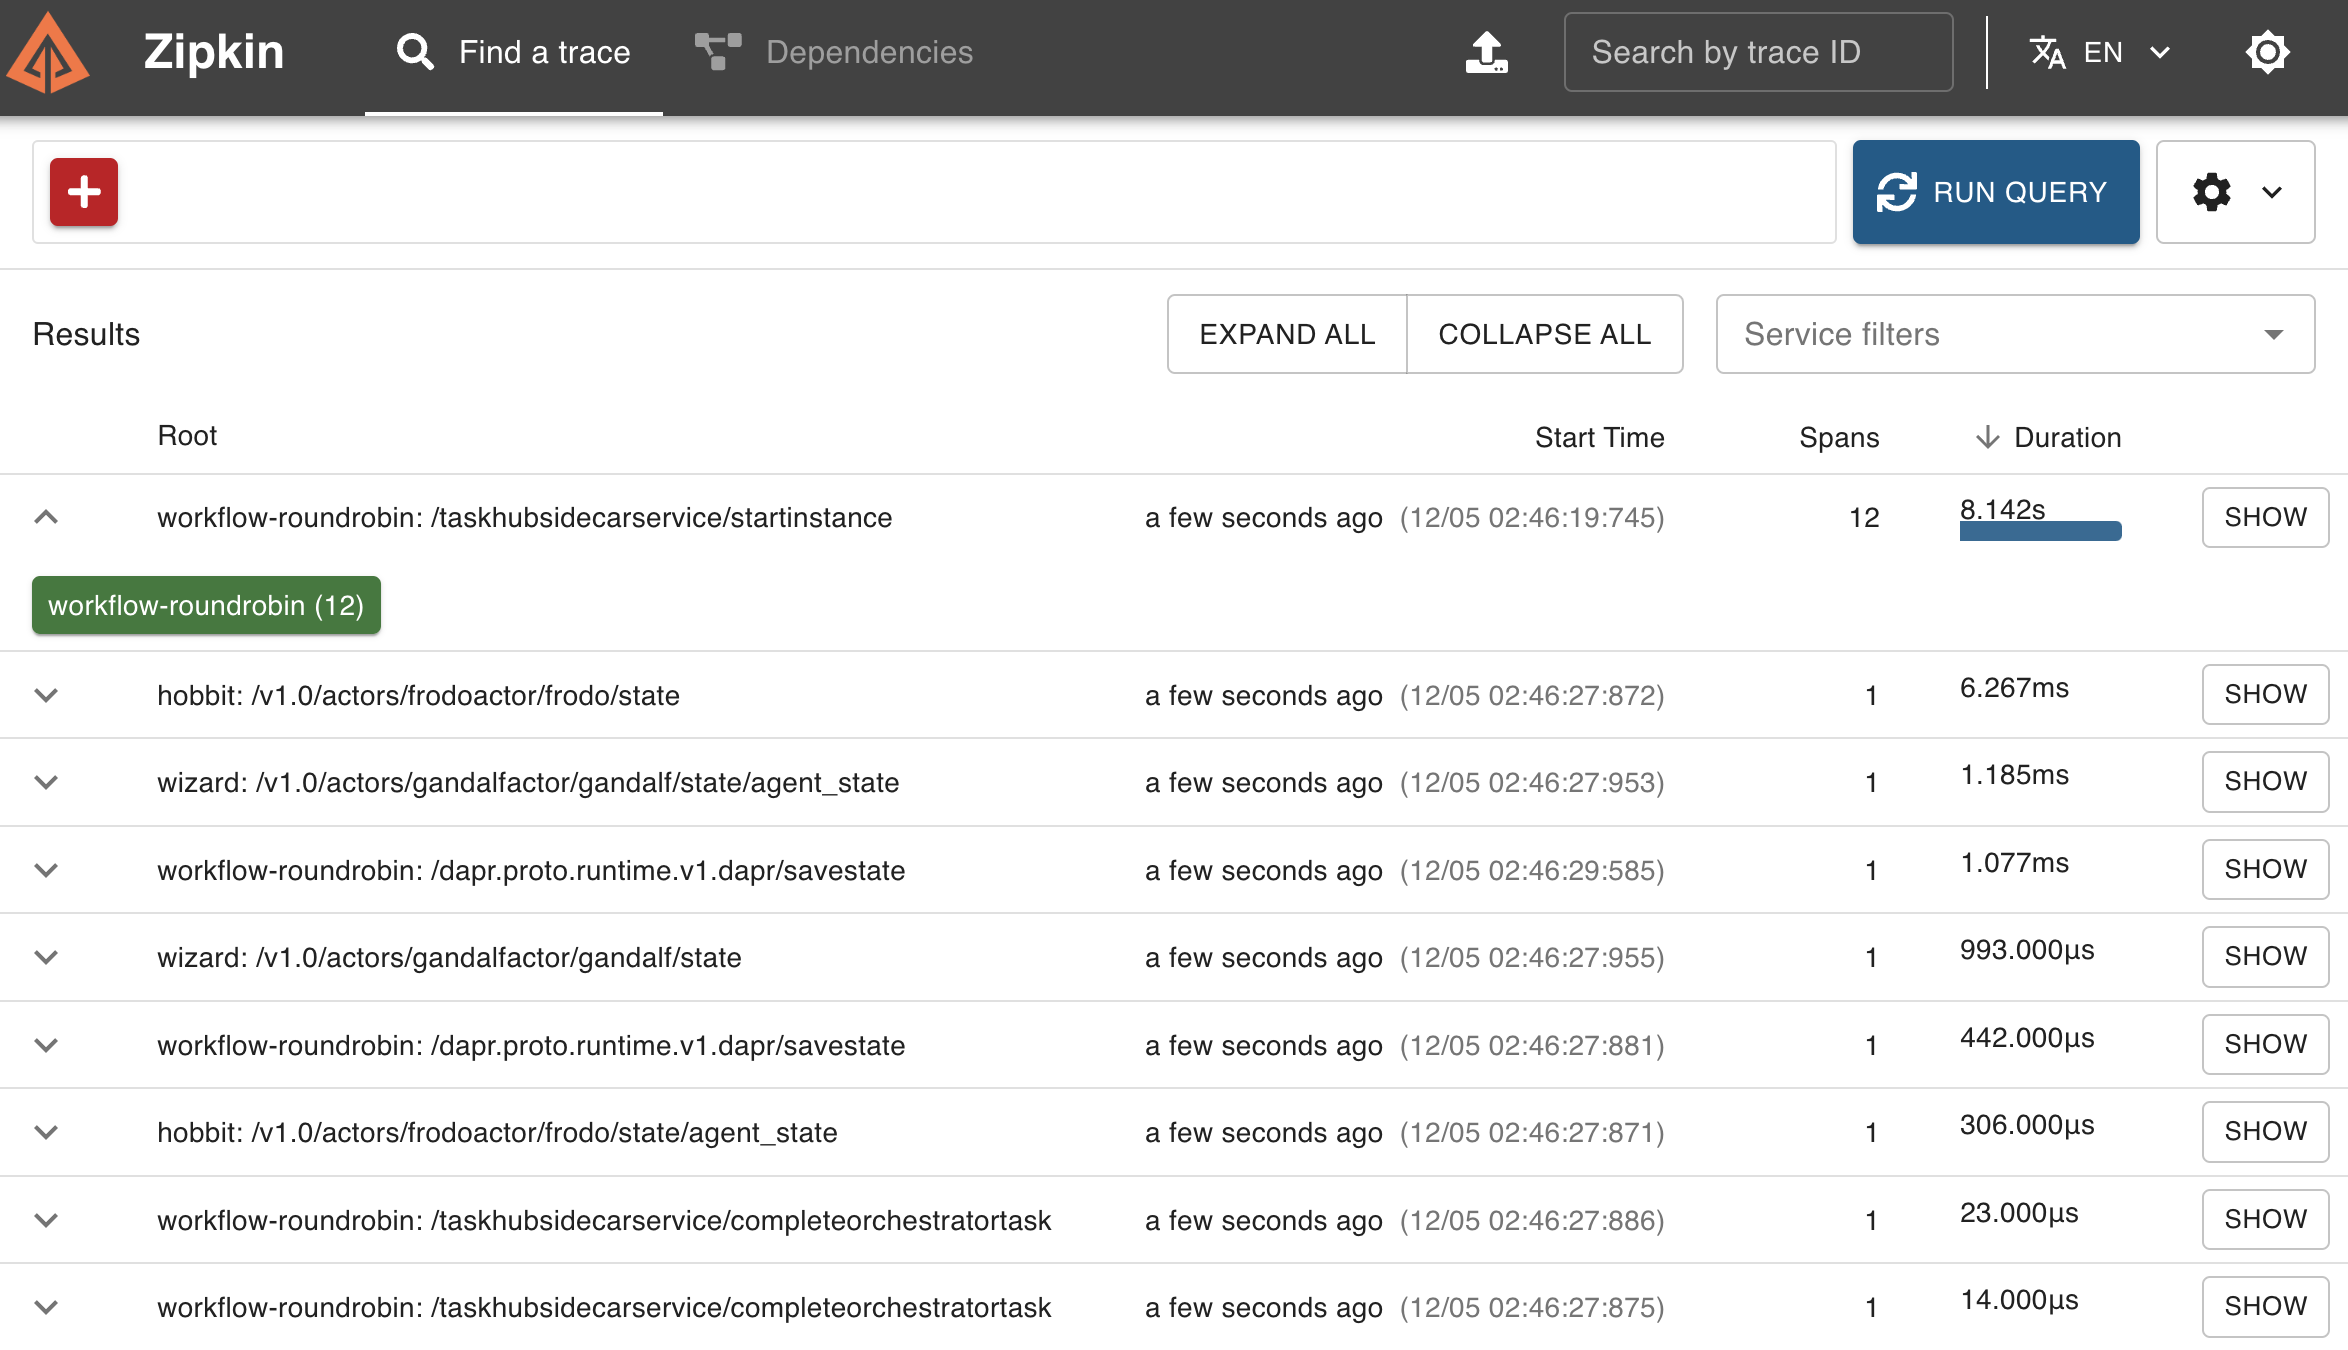 Zipkin Find a trace Dependencies Search by trace ID EN
RUN QUERY
Results EXPAND ALL COLLAPSE ALL Service filters
Root Start Time Spans Duration
workflow-roundrobin: /taskhubsidecarservice/startinstance a few seconds ago (12/05 02:46:19:745) 12 8.142s SHOW
workflow-roundrobin (12)
hobbit: /v1.0/actors/frodoactor/frodo/state a few seconds ago (12/05 02:46:27:872) 1 6.267ms SHOW
wizard: /v1.0/actors/gandalfactor/gandalf/state/agent_state a few seconds ago (12/05 02:46:27:953) 1 1.185ms SHOW
workflow-roundrobin: /dapr.proto.runtime.v1.dapr/savestate a few seconds ago (12/05 02:46:29:585) 1 1.077ms SHOW
wizard: /v1.0/actors/gandalfactor/gandalf/state a few seconds ago (12/05 02:46:27:955) 1 993.000μs SHOW
workflow-roundrobin: /dapr.proto.runtime.v1.dapr/savestate a few seconds ago (12/05 02:46:27:881) 1 442.000μs SHOW
hobbit: /v1.0/actors/frodoactor/frodo/state/agent_state a few seconds ago (12/05 02:46:27:871) 1 306.000μs SHOW
workflow-roundrobin: /taskhubsidecarservice/completeorchestratortask a few seconds ago (12/05 02:46:27:886) 1 23.000μs SHOW
workflow-roundrobin: /taskhubsidecarservice/completeorchestratortask a few seconds ago (12/05 02:46:27:875) 1 14.000μs SHOW